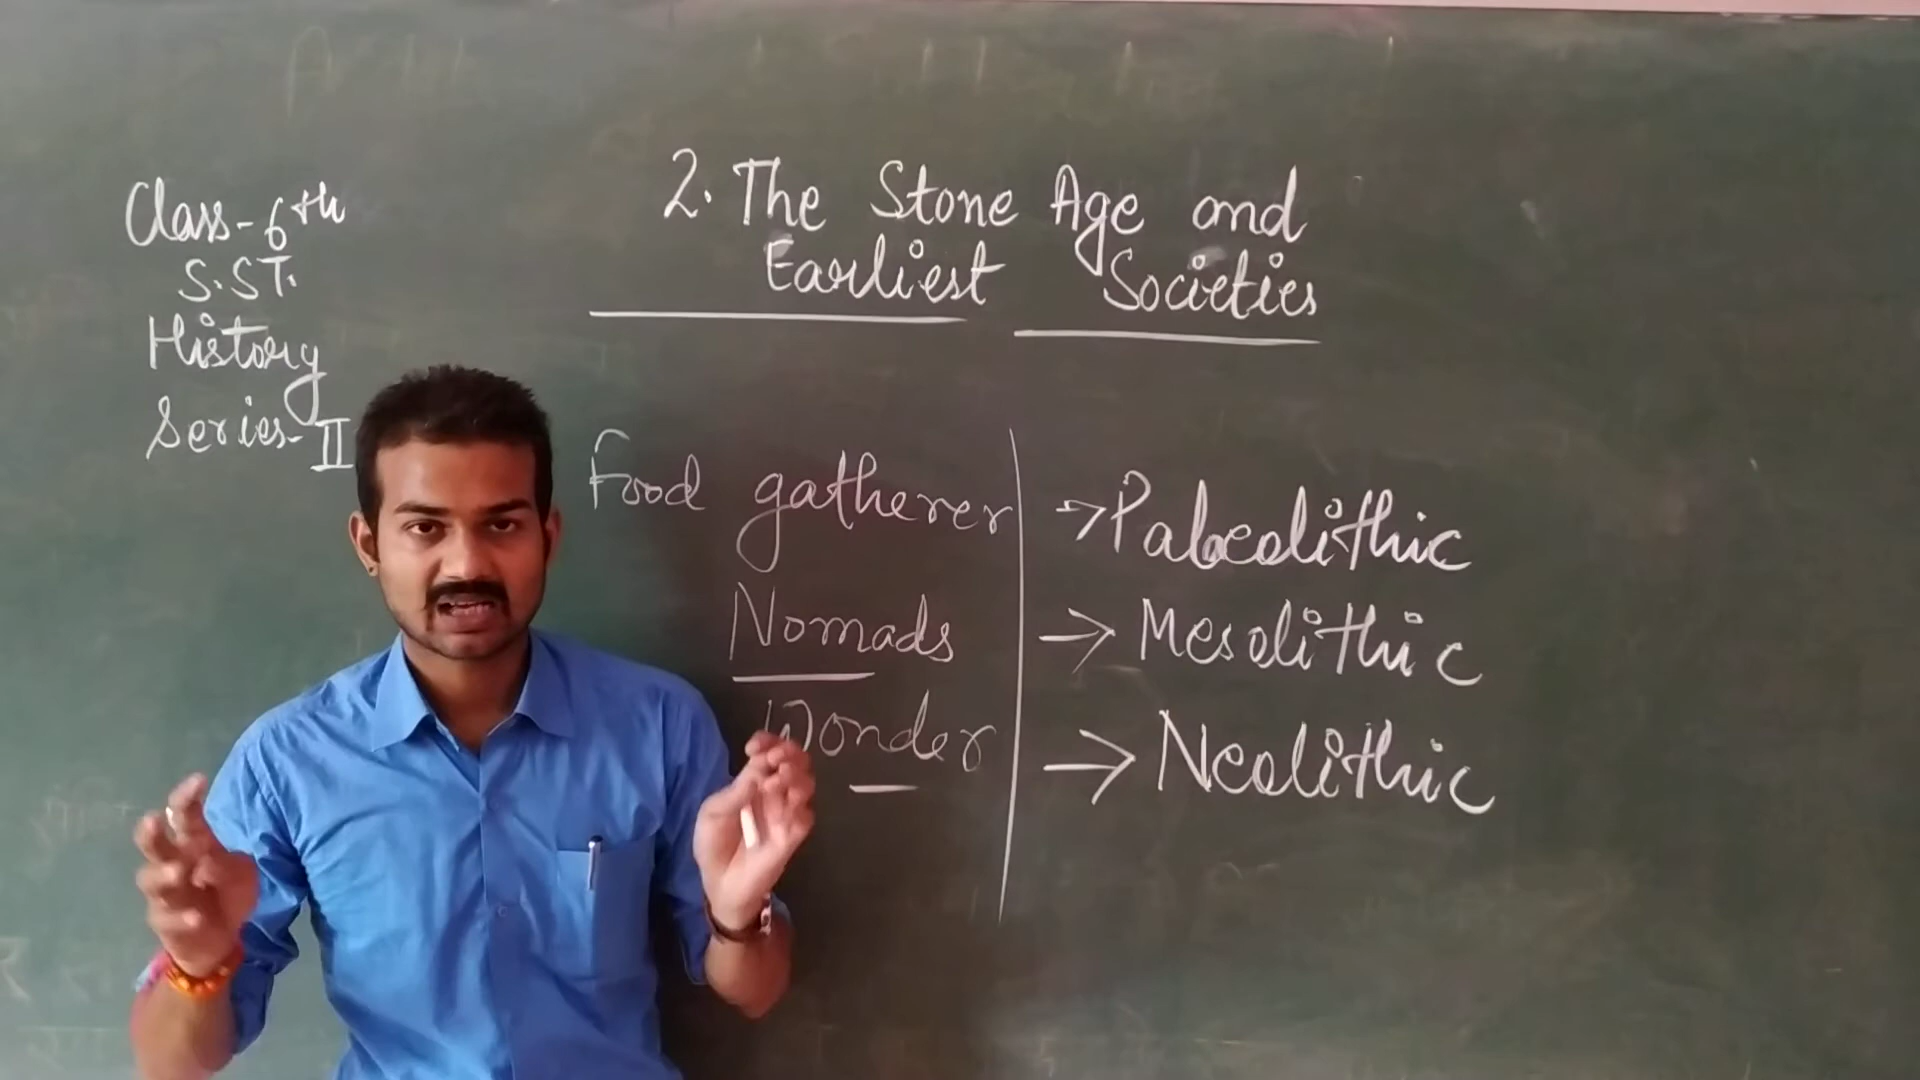 Class-6th
S.ST.
History
Series-II
2. The Stone Age and
Earliest Societies
Food gatherer
Nomads
Wonder
→Palaeolithic
→ Mesolithic
→ Neolithic